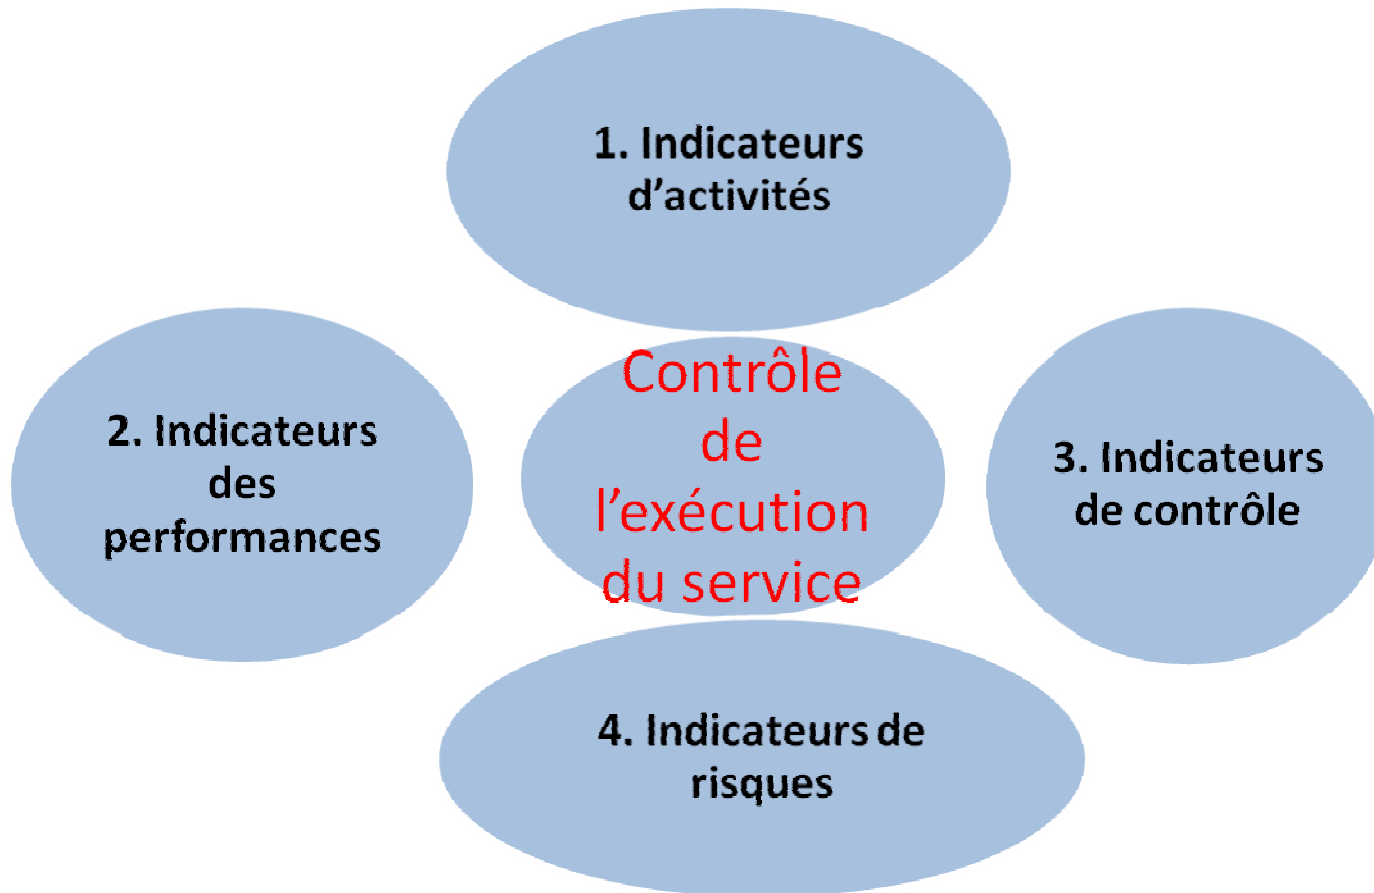 1. Indicateurs
d’activités
Contrôle
de
l’exécution
du service
2. Indicateurs
des
performances
3. Indicateurs
de contrôle
4. Indicateurs de
risques